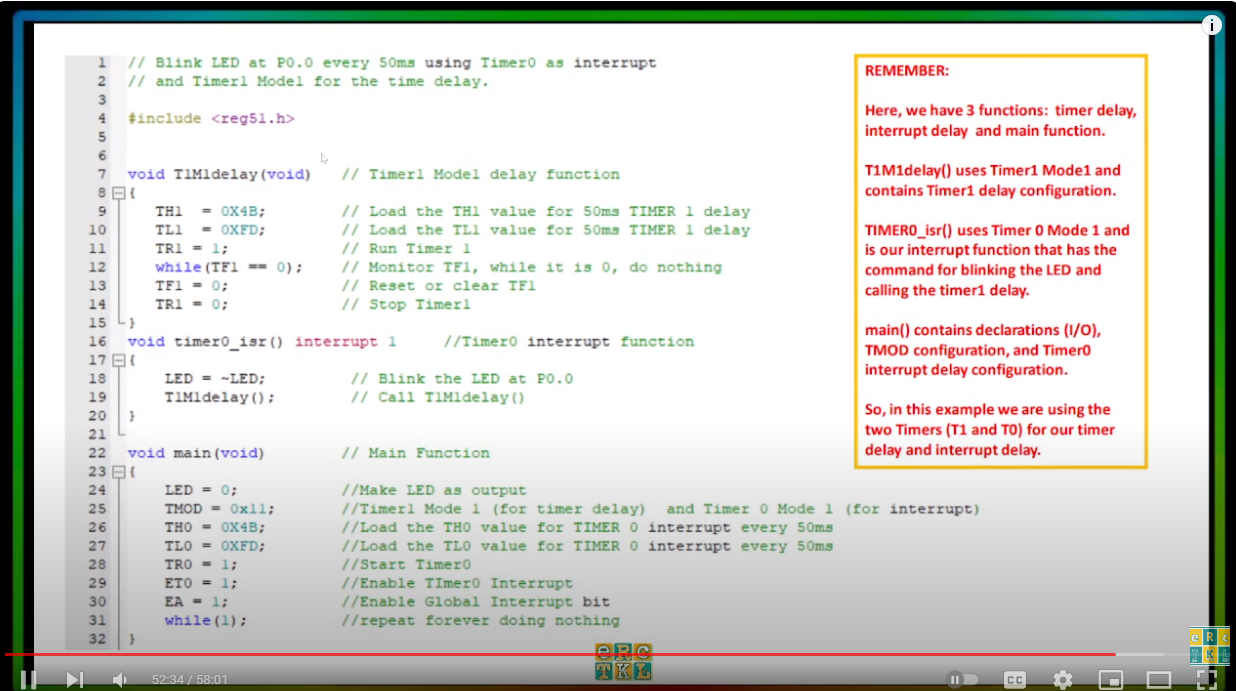 1 // Blink LED at P0.0 every 50ms using Timer0 as interrupt
2 // and Timer1 Mode1 for the time delay.
3
4 #include <reg51.h>
5
6
7 void T1M1delay(void) // Timer1 Mode1 delay function
8 {
9 TH1 = 0X4B; // Load the TH1 value for 50ms TIMER 1 delay
10 TL1 = 0XFD; // Load the TL1 value for 50ms TIMER 1 delay
11 TR1 = 1; // Run Timer 1
12 while(TF1 == 0); // Monitor TF1, while it is 0, do nothing
13 TF1 = 0; // Reset or clear TF1
14 TR1 = 0; // Stop Timer1
15 }
16 void timer0_isr() interrupt 1 //Timer0 interrupt function
17 {
18 LED = ~LED; // Blink the LED at P0.0
19 T1M1delay(); // Call T1M1delay()
20 }
21
22 void main(void) // Main Function
23 {
24 LED = 0; //Make LED as output
25 TMOD = 0x11; //Timer1 Mode 1 (for timer delay) and Timer 0 Mode 1 (for interrupt)
26 TH0 = 0X4B; //Load the TH0 value for TIMER 0 interrupt every 50ms
27 TL0 = 0XFD; //Load the TL0 value for TIMER 0 interrupt every 50ms
28 TR0 = 1; //Start Timer0
29 ET0 = 1; //Enable TImer0 Interrupt
30 EA = 1; //Enable Global Interrupt bit
31 while(1); //repeat forever doing nothing
32 }
REMEMBER:
Here, we have 3 functions: timer delay,
interrupt delay and main function.
T1M1delay() uses Timer1 Mode1 and
contains Timer1 delay configuration.
TIMER0_isr() uses Timer 0 Mode 1 and
is our interrupt function that has the
command for blinking the LED and
calling the timer1 delay.
main() contains declarations (I/O),
TMOD configuration, and Timer0
interrupt delay configuration.
So, in this example we are using the
two Timers (T1 and T0) for our timer
delay and interrupt delay.
eRC
TKL
eRc
52:34 / 58:01
CC